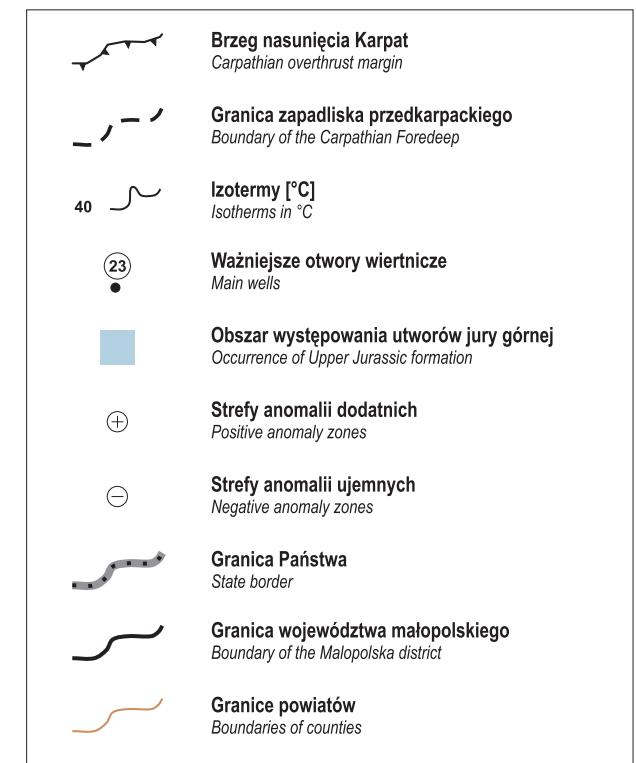 Brzeg nasunięcia Karpat
Carpathian overthrust margin
Granica zapadliska przedkarpackiego
Boundary of the Carpathian Foredeep
40
Izotermy [°C]
Isotherms in °C
23
Ważniejsze otwory wiertnicze
Main wells
Obszar występowania utworów jury górnej
Occurrence of Upper Jurassic formation
Strefy anomalii dodatnich
Positive anomaly zones
Strefy anomalii ujemnych
Negative anomaly zones
Granica Państwa
State border
Granica województwa małopolskiego
Boundary of the Malopolska district
Granice powiatów
Boundaries of counties